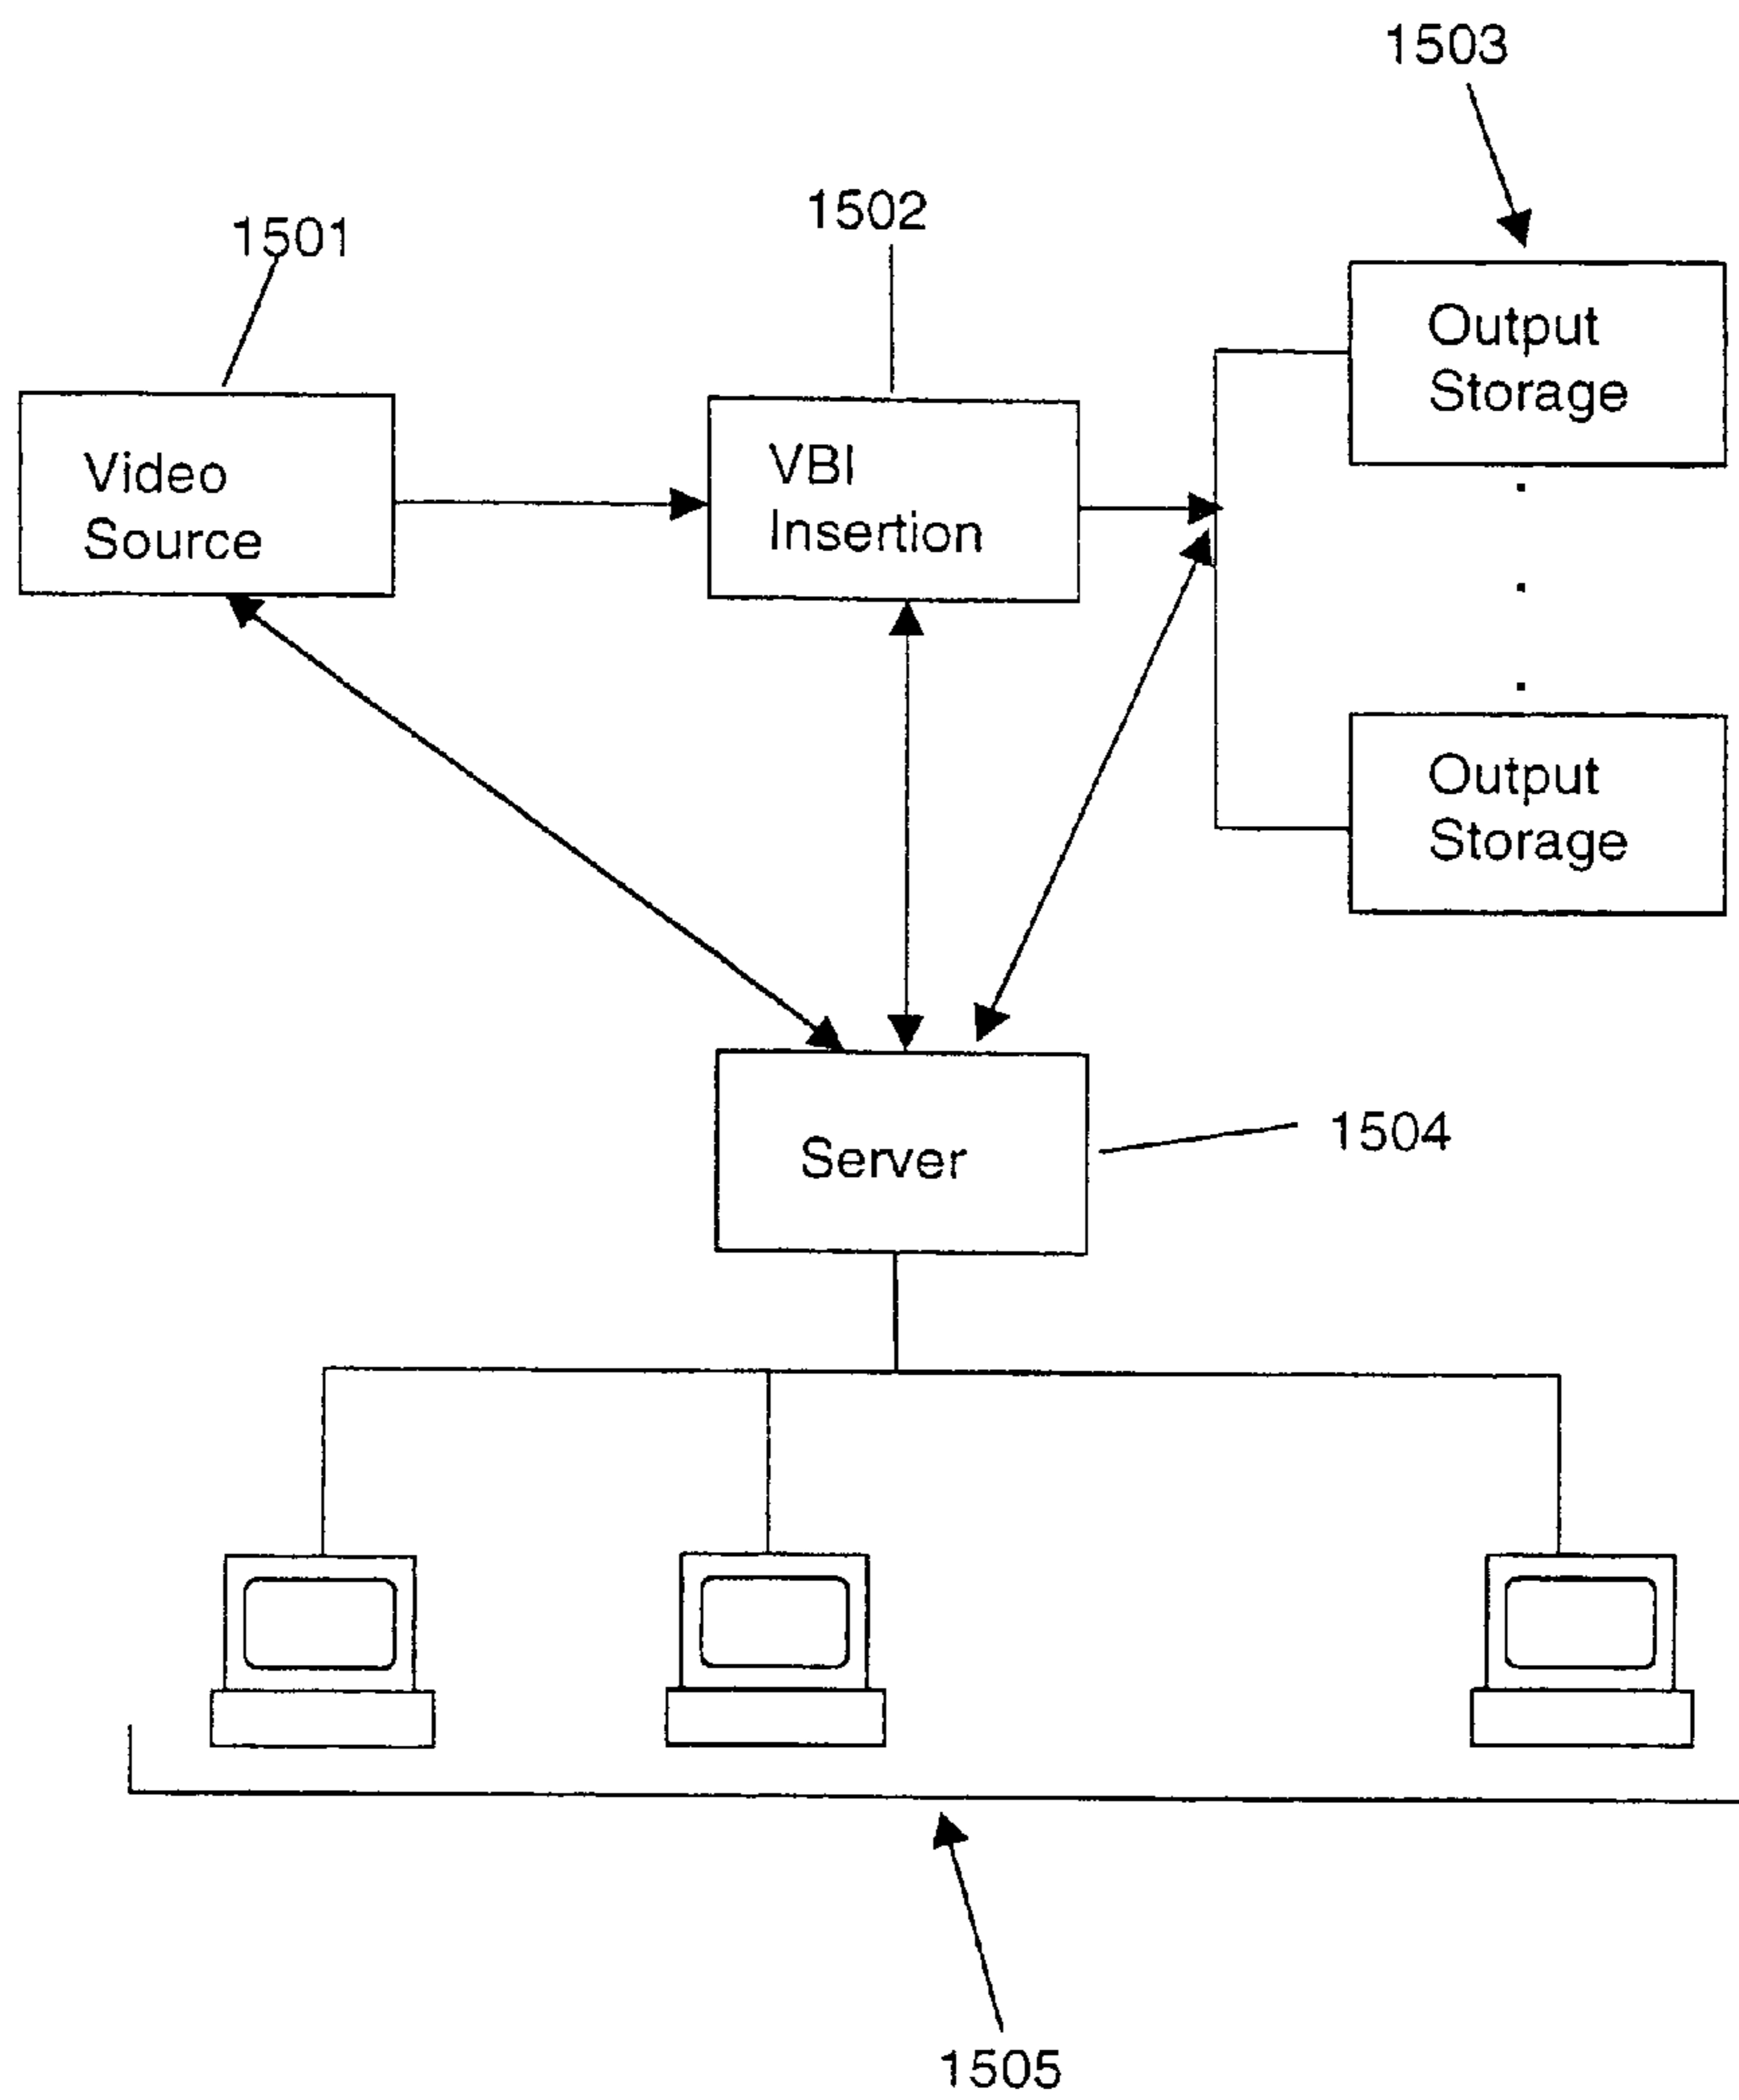 1503
1502
1501
Output
Storage
Video
Source
VBI
Insertion
Output
Storage
Server
1504
1505